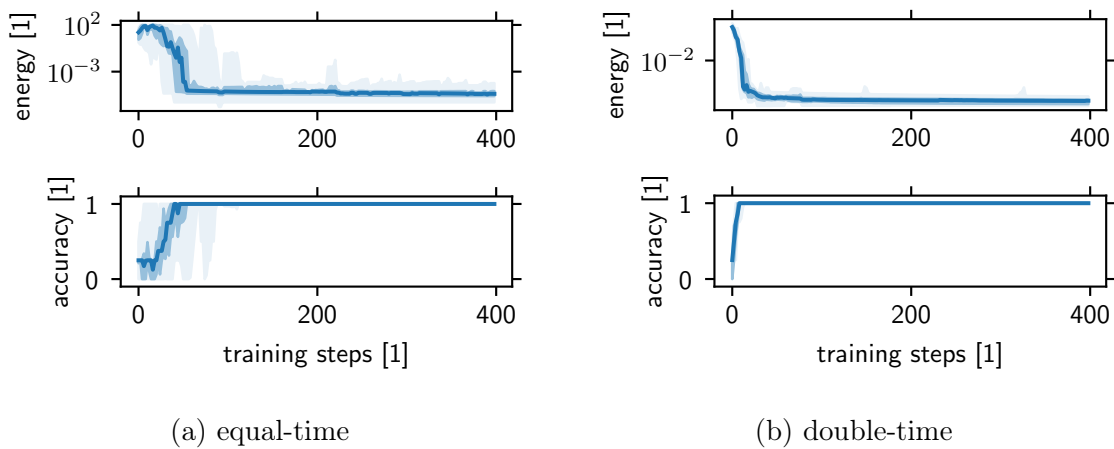 energy [1]
10²
10⁻³
0 200 400
accuracy [1]
1
0
0 200 400
training steps [1]
(a) equal-time
energy [1]
10⁻²
0 200 400
accuracy [1]
1
0
0 200 400
training steps [1]
(b) double-time